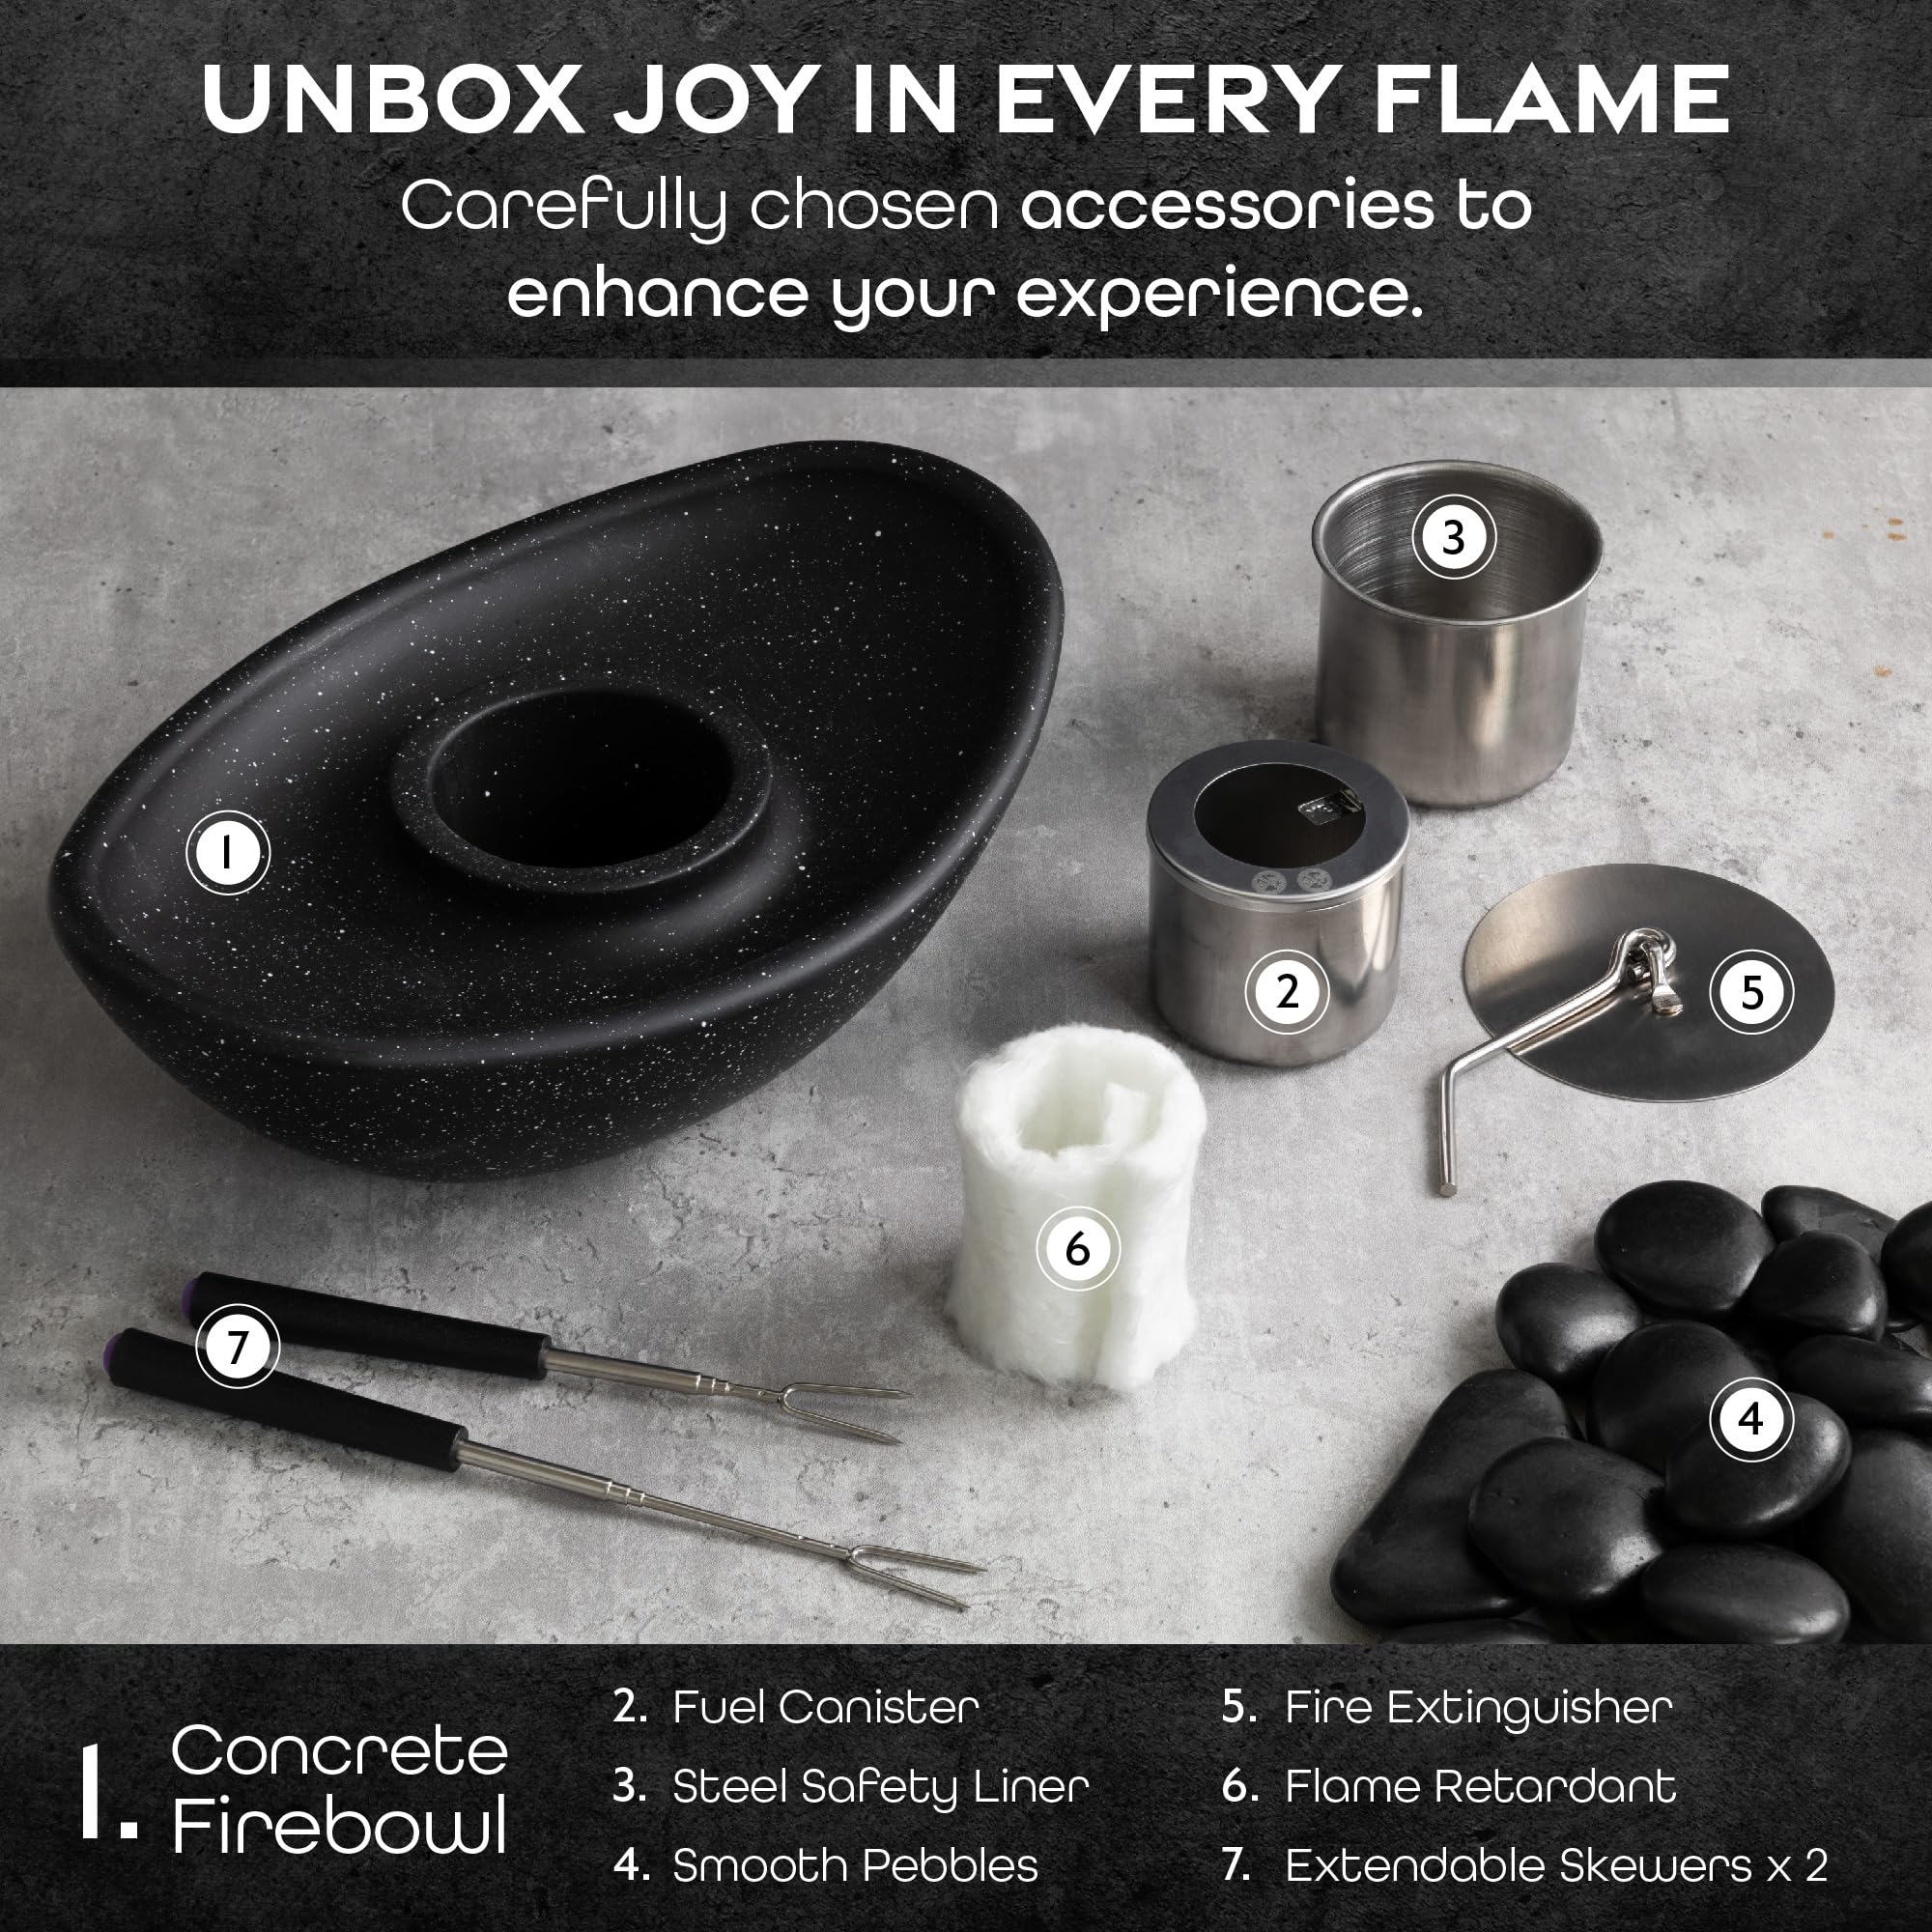 UNBOX JOY IN EVERY FLAME
Carefully chosen accessories to
enhance your experience.
1
2
3
4
5
6
7
1. Concrete
Firebowl
2. Fuel Canister
3. Steel Safety Liner
4. Smooth Pebbles
5. Fire Extinguisher
6. Flame Retardant
7. Extendable Skewers x 2